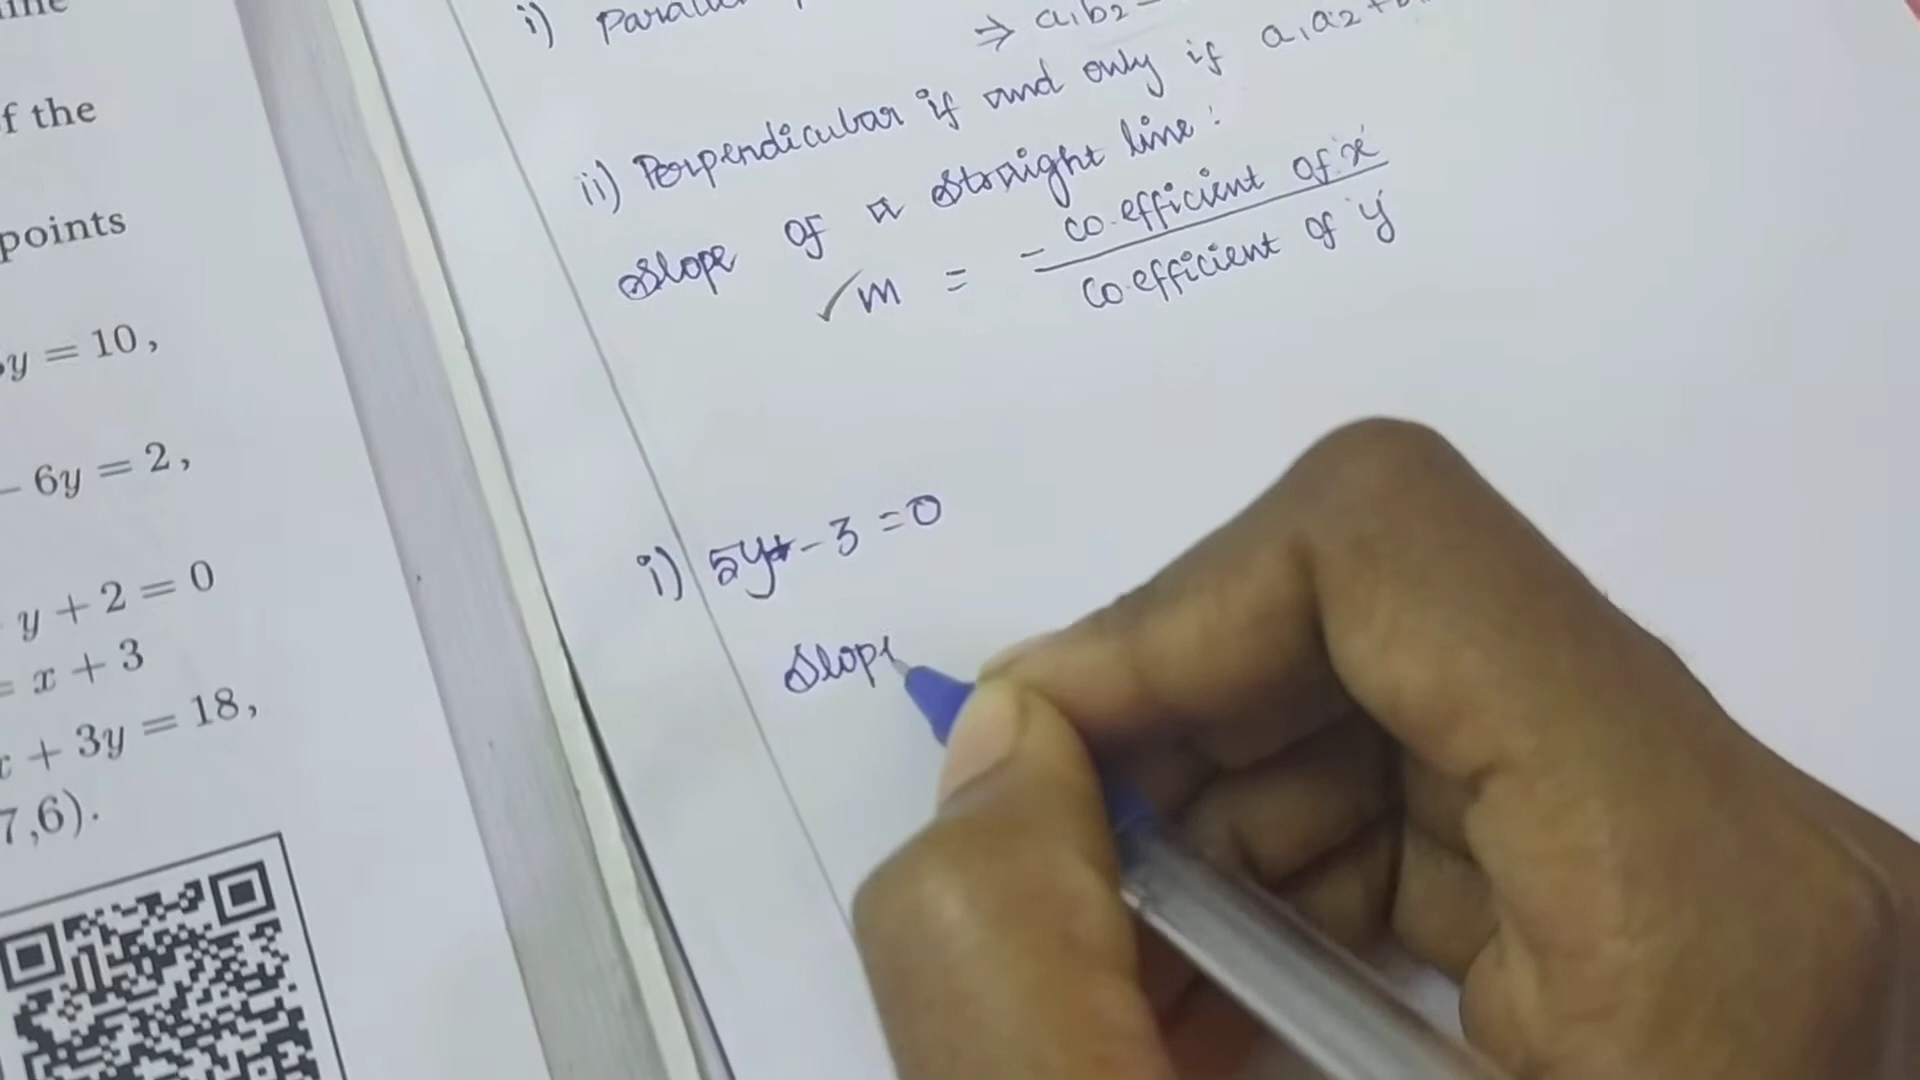 f the
points
y = 10,
- 6y = 2,
y + 2 = 0
= x + 3
+ 3y = 18,
7,6).
i)
⇒ a₁b₂
ii) Perpendicular if and only if a₁a₂ +
Slope of a straight line :
✓ m = - co.efficient of x / co.efficient of y
i) 5y - 3 = 0
Slope